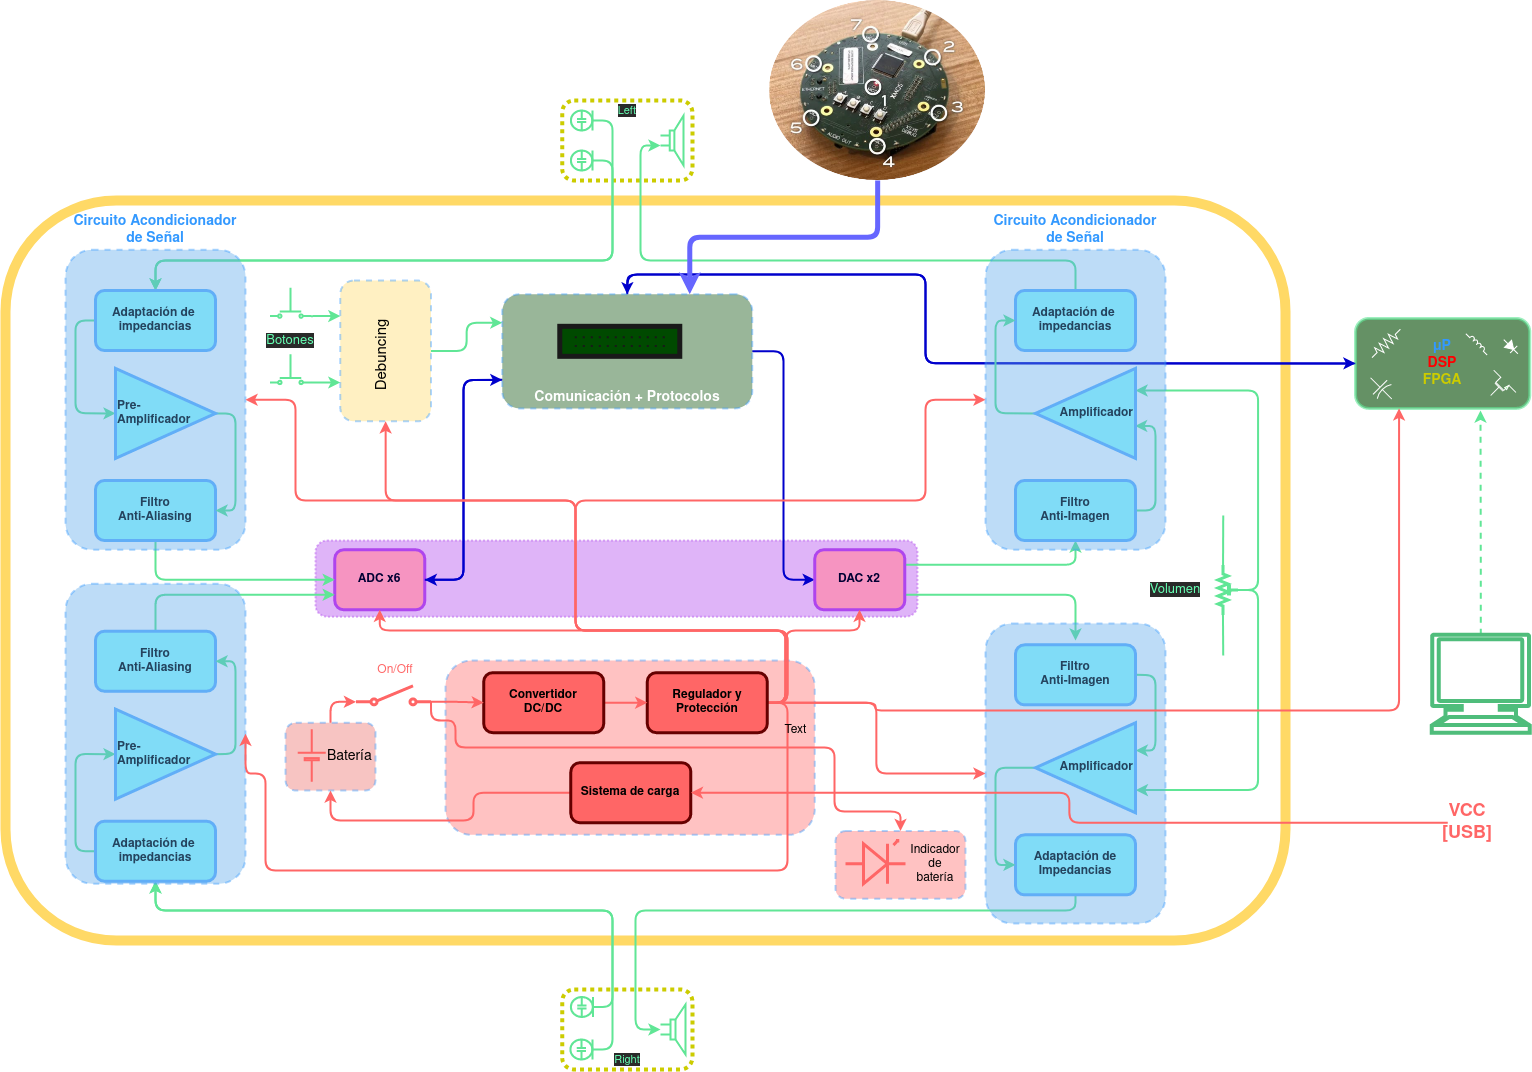 7
2
6
1
3
5
4
ETHERNET
XMOS
AUDIO OUT
Left
Circuito Acondicionador
de Señal
Circuito Acondicionador
de Señal
Adaptación de
impedancias
Pre-
Amplificador
Filtro
Anti-Aliasing
Botones
Debuncing
Comunicación + Protocolos
Adaptación de
impedancias
Amplificador
Filtro
Anti-Imagen
µP
DSP
FPGA
ADC x6
DAC x2
Volumen
Filtro
Anti-Aliasing
Pre-
Amplificador
Adaptación de
impedancias
On/Off
Batería
Convertidor
DC/DC
Regulador y
Protección
Text
Sistema de carga
Indicador
de
batería
Filtro
Anti-Imagen
Amplificador
Adaptación de
Impedancias
VCC
[USB]
Right